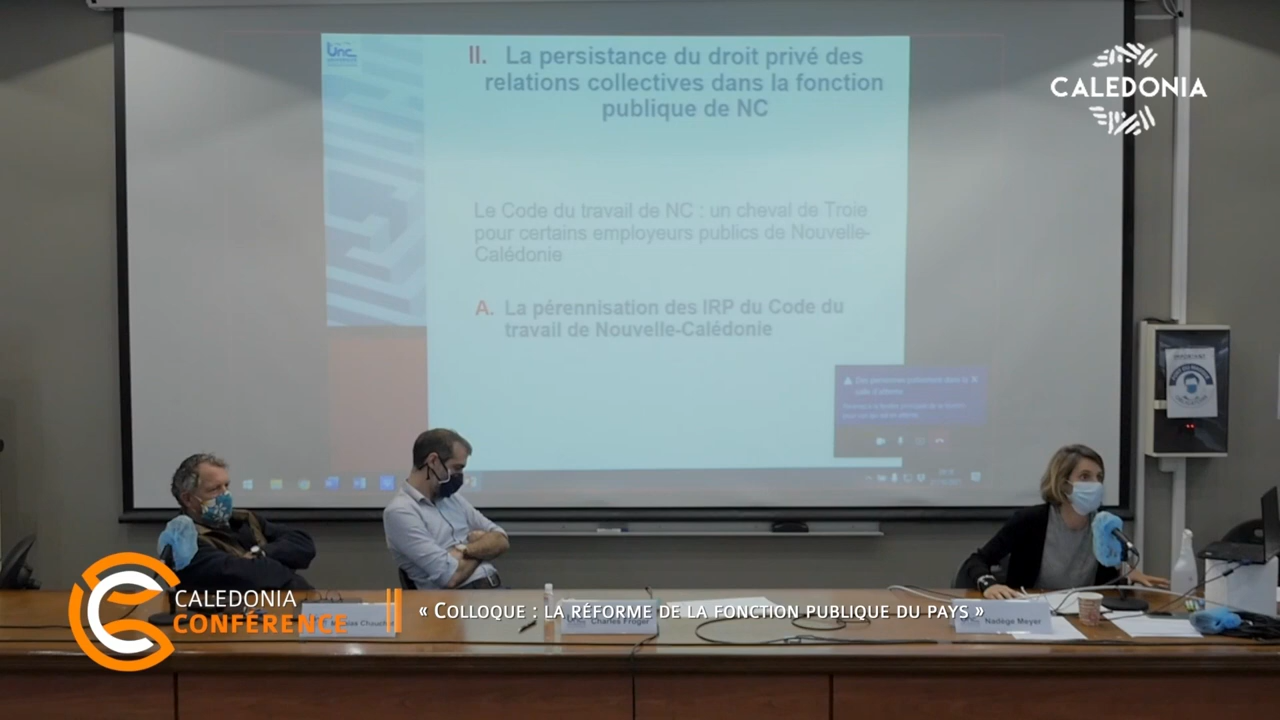 Unc
II. La persistance du droit privé des
relations collectives dans la fonction
publique de NC
CALEDONIA
Le Code du travail de NC : un cheval de Troie
pour certains employeurs publics de Nouvelle-
Calédonie
A. La pérennisation des IRP du Code du
travail de Nouvelle-Calédonie
IMPORTANT
CALEDONIA
CONFÉRENCE
« COLLOQUE : LA RÉFORME DE LA FONCTION PUBLIQUE DU PAYS »
Charles Froger
Nadège Meyer